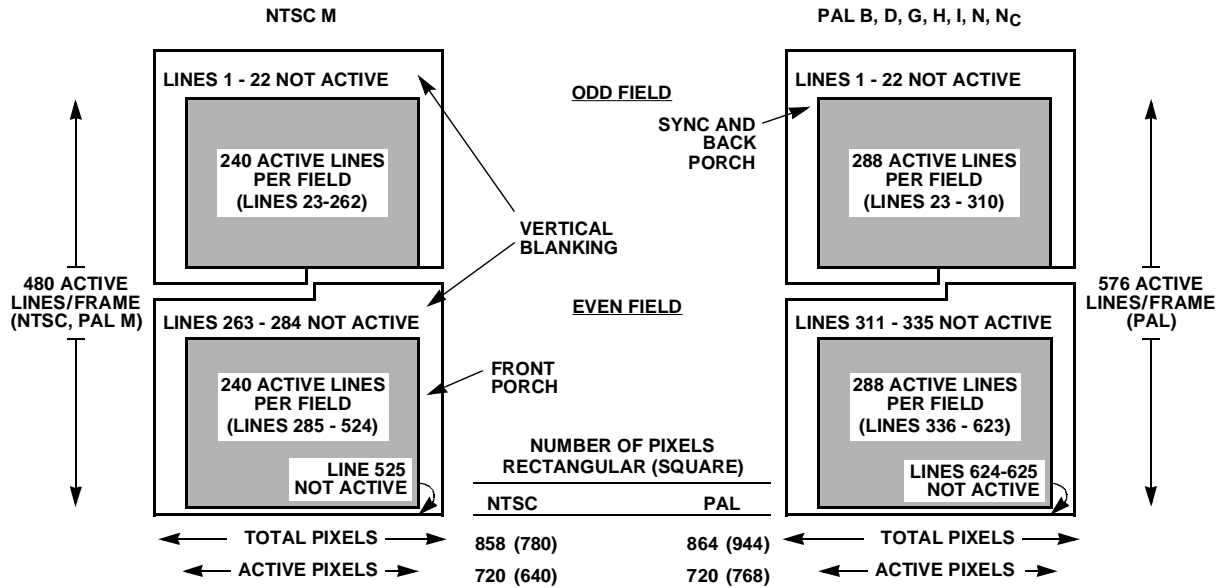 NTSC M
PAL B, D, G, H, I, N, NC
LINES 1 - 22 NOT ACTIVE
240 ACTIVE LINES
PER FIELD
(LINES 23-262)
ODD FIELD
SYNC AND
BACK
PORCH
LINES 1 - 22 NOT ACTIVE
288 ACTIVE LINES
PER FIELD
(LINES 23 - 310)
VERTICAL
BLANKING
480 ACTIVE
LINES/FRAME
(NTSC, PAL M)
576 ACTIVE
LINES/FRAME
(PAL)
EVEN FIELD
LINES 263 - 284 NOT ACTIVE
240 ACTIVE LINES
PER FIELD
(LINES 285 - 524)
LINE 525
NOT ACTIVE
FRONT
PORCH
LINES 311 - 335 NOT ACTIVE
288 ACTIVE LINES
PER FIELD
(LINES 336 - 623)
LINES 624-625
NOT ACTIVE
NUMBER OF PIXELS
RECTANGULAR (SQUARE)
NTSC PAL
858 (780) 864 (944)
720 (640) 720 (768)
TOTAL PIXELS
ACTIVE PIXELS
TOTAL PIXELS
ACTIVE PIXELS